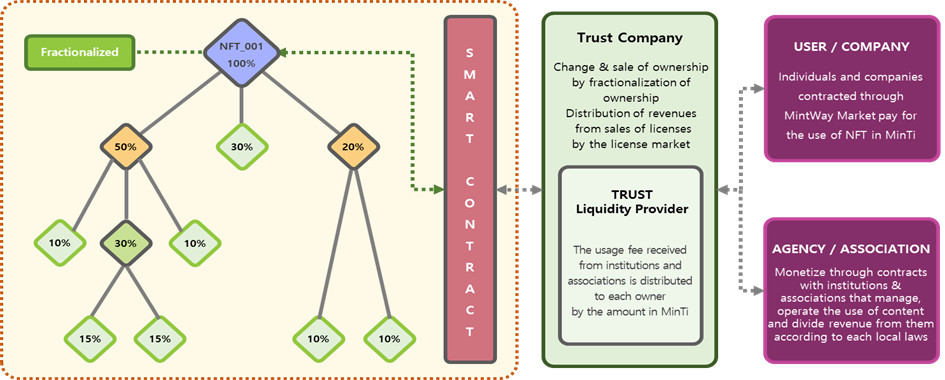 Fractionalized
NFT_001
100%
50%
30%
20%
10%
30%
10%
15%
15%
10%
10%
SMART CONTRACT
Trust Company
Change & sale of ownership
by fractionalization of
ownership
Distribution of revenues
from sales of licenses
by the license market
TRUST
Liquidity Provider
The usage fee received
from institutions and
associations is distributed
to each owner
by the amount in MinTi
USER / COMPANY
Individuals and companies
contracted through
MintWay Market pay for
the use of NFT in MinTi
AGENCY / ASSOCIATION
Monetize through contracts
with institutions &
associations that manage,
operate the use of content
and divide revenue from them
according to each local laws